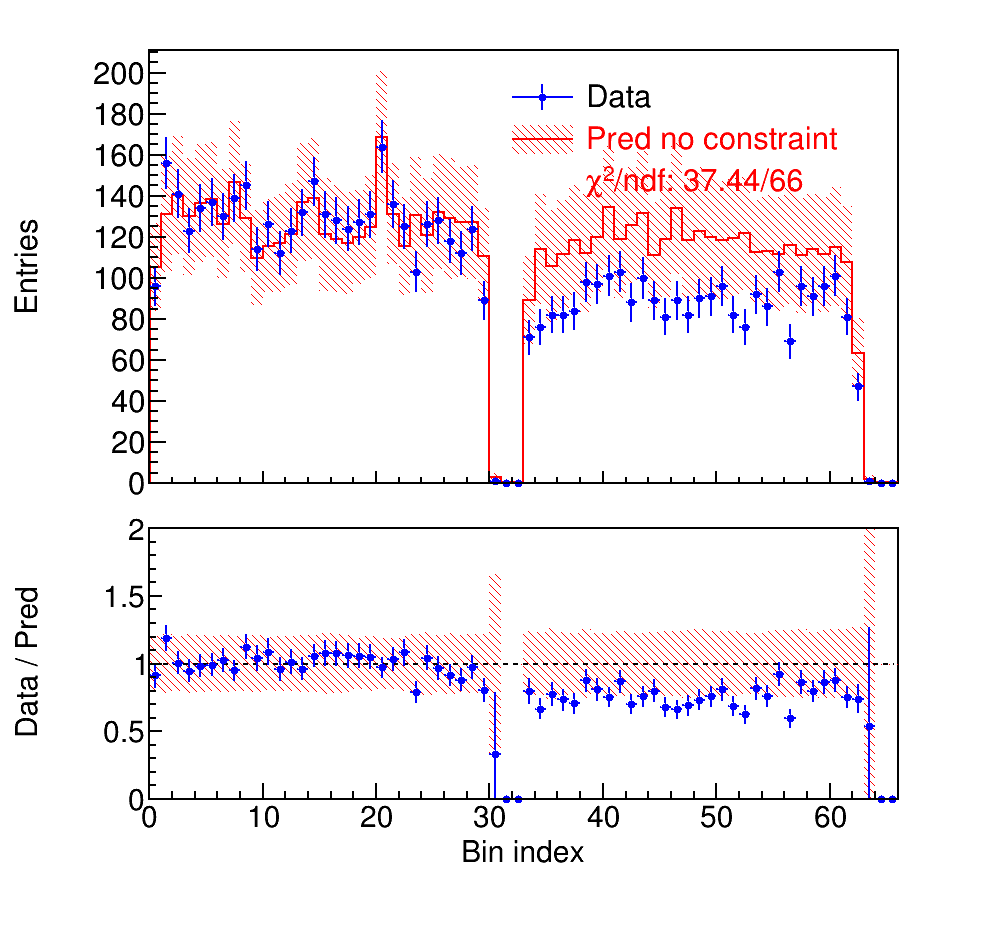 Data
Pred no constraint
χ²/ndf: 37.44/66
Entries
200
180
160
140
120
100
80
60
40
20
0
Data / Pred
2
1.5
1
0.5
0
0 10 20 30 40 50 60
Bin index